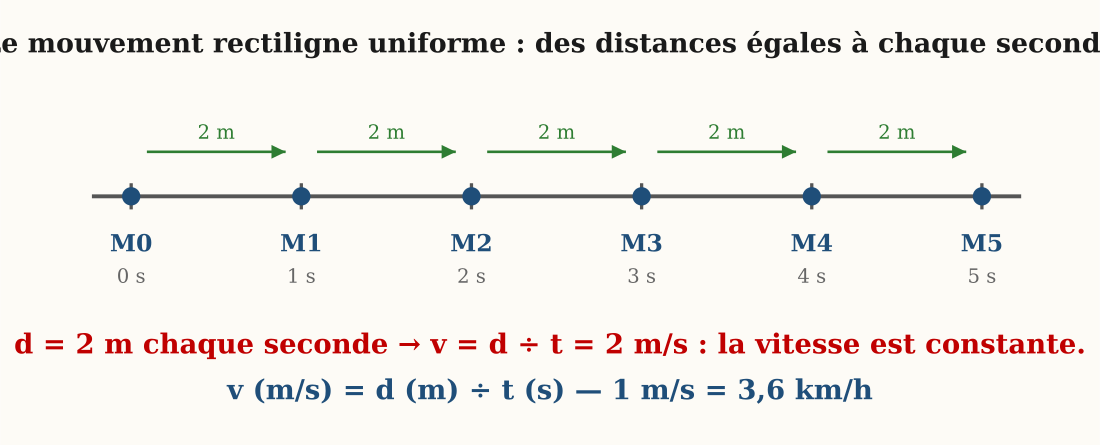 e mouvement rectiligne uniforme : des distances égales à chaque second
2 m 2 m 2 m 2 m 2 m
M0 M1 M2 M3 M4 M5
0 s 1 s 2 s 3 s 4 s 5 s
d = 2 m chaque seconde → v = d ÷ t = 2 m/s : la vitesse est constante.
v (m/s) = d (m) ÷ t (s) — 1 m/s = 3,6 km/h